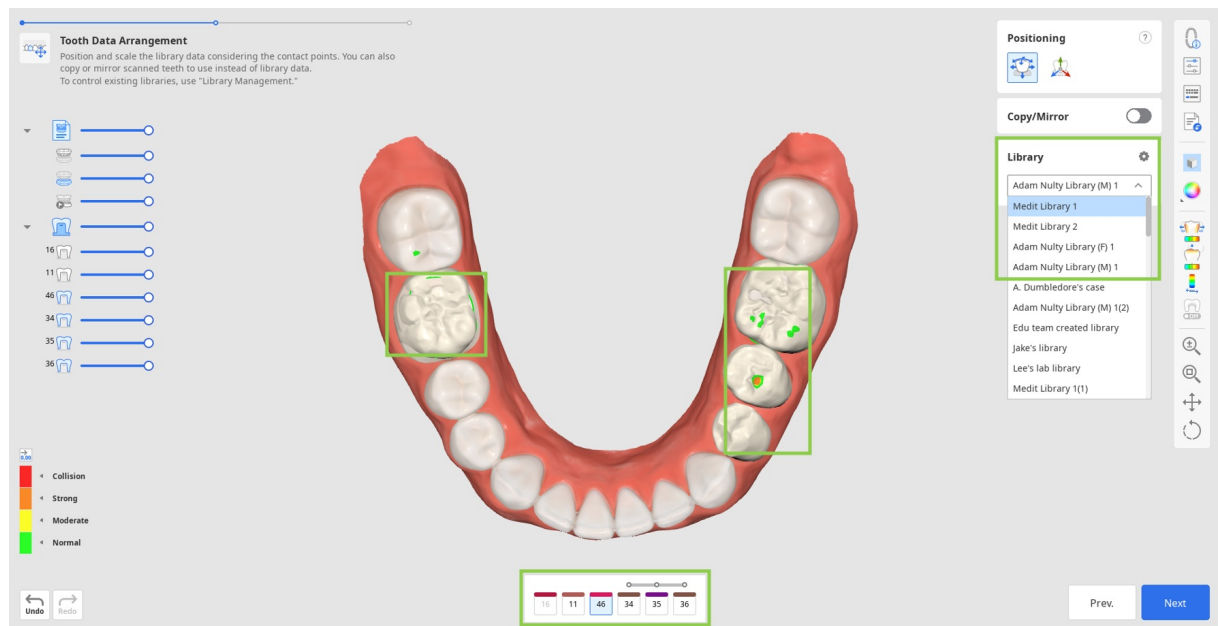 Tooth Data Arrangement
Position and scale the library data considering the contact points. You can also
copy or mirror scanned teeth to use instead of library data.
To control existing libraries, use "Library Management."
16
11
46
34
35
36
0.00
Collision
Strong
Moderate
Normal
Undo
Redo
16 11 46 34 35 36
Positioning
?
Copy/Mirror
Library
Adam Nulty Library (M) 1
Medit Library 1
Medit Library 2
Adam Nulty Library (F) 1
Adam Nulty Library (M) 1
A. Dumbledore's case
Adam Nulty Library (M) 1(2)
Edu team created library
Jake's library
Lee's lab library
Medit Library 1(1)
Prev.
Next